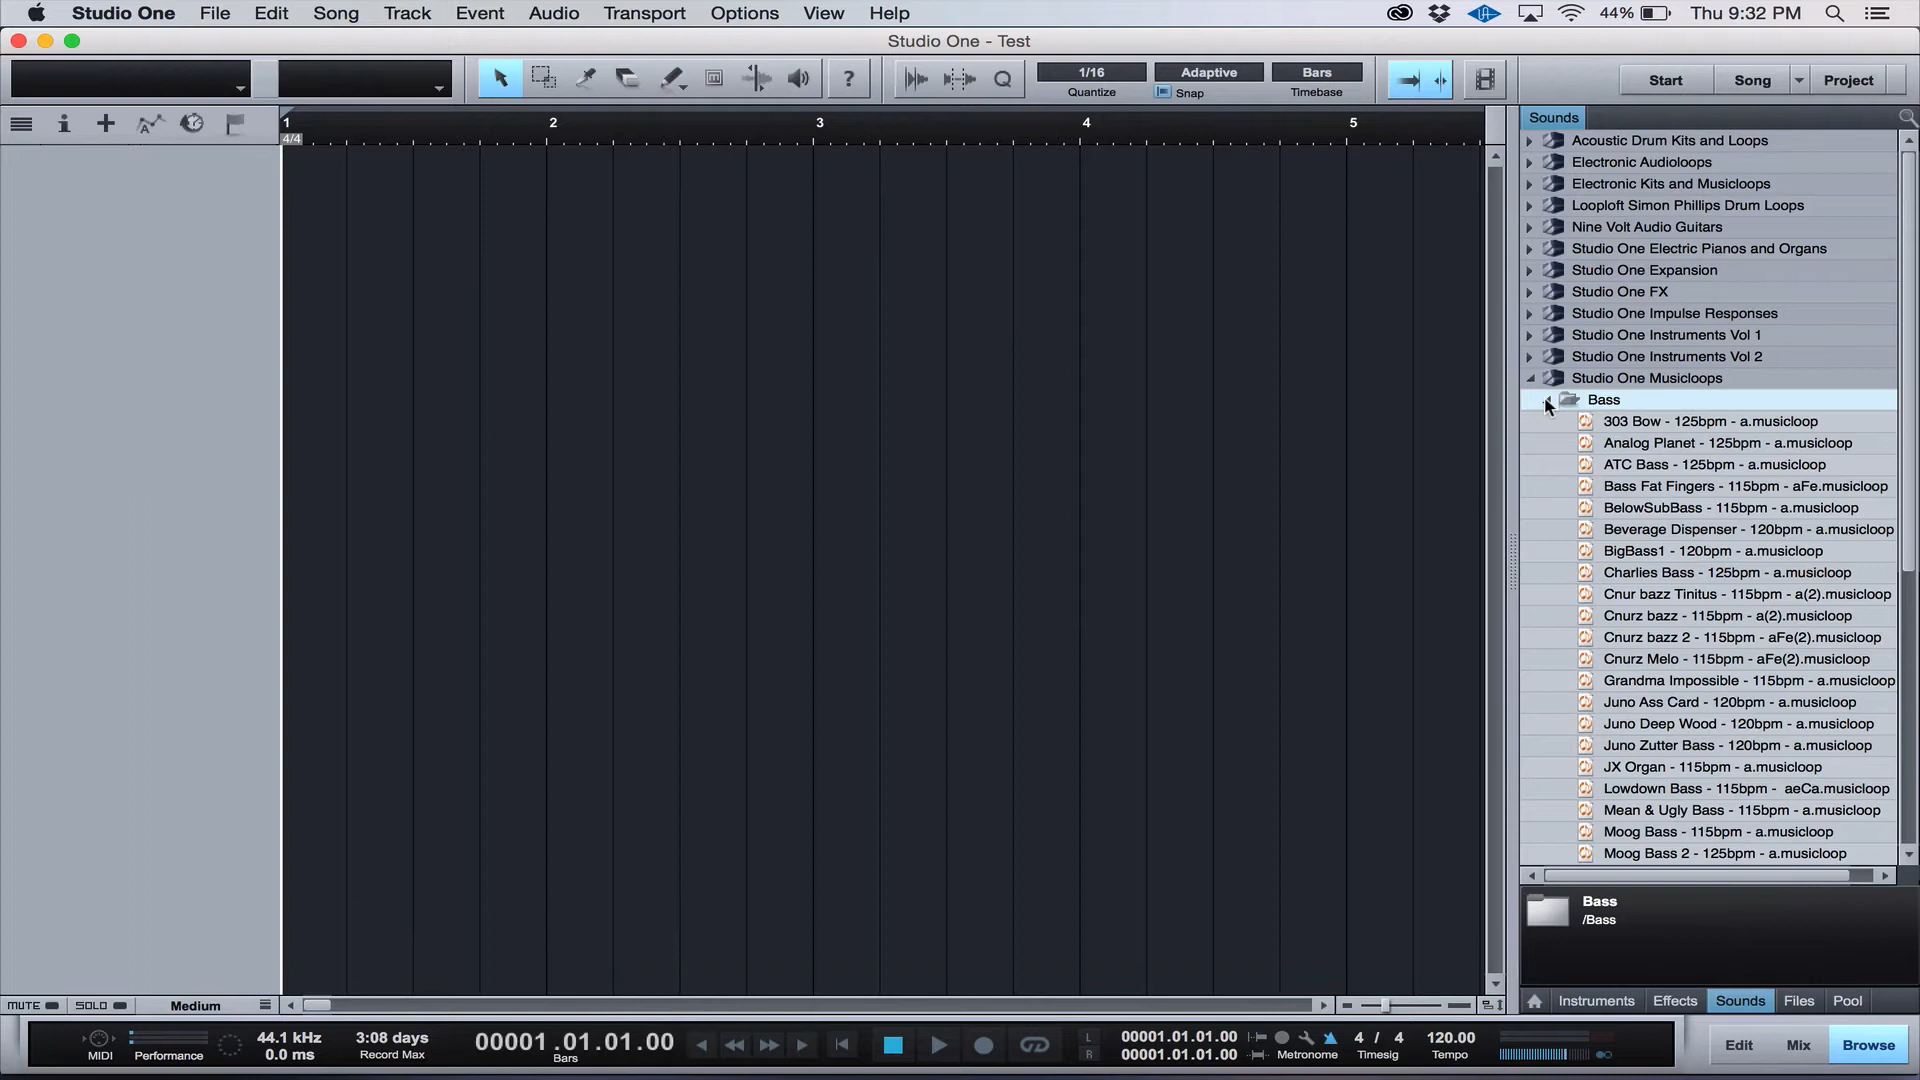 Studio One File Edit Song Track Event Audio Transport Options View Help 44% Thu 9:32 PM
Studio One - Test
1/16 Adaptive Bars
Quantize Snap Timebase
? Q Start Song Project
1 2 3 4 5
4/4
Sounds
Acoustic Drum Kits and Loops
Electronic Audioloops
Electronic Kits and Musicloops
Looploft Simon Phillips Drum Loops
Nine Volt Audio Guitars
Studio One Electric Pianos and Organs
Studio One Expansion
Studio One FX
Studio One Impulse Responses
Studio One Instruments Vol 1
Studio One Instruments Vol 2
Studio One Musicloops
Bass
303 Bow - 125bpm - a.musicloop
Analog Planet - 125bpm - a.musicloop
ATC Bass - 125bpm - a.musicloop
Bass Fat Fingers - 115bpm - aFe.musicloop
BelowSubBass - 115bpm - a.musicloop
Beverage Dispenser - 120bpm - a.musicloop
BigBass1 - 120bpm - a.musicloop
Charlies Bass - 125bpm - a.musicloop
Cnur bazz Tinitus - 115bpm - a(2).musicloop
Cnurz bazz - 115bpm - a(2).musicloop
Cnurz bazz 2 - 115bpm - aFe(2).musicloop
Cnurz Melo - 115bpm - aFe(2).musicloop
Grandma Impossible - 115bpm - a.musicloop
Juno Ass Card - 120bpm - a.musicloop
Juno Deep Wood - 120bpm - a.musicloop
Juno Zutter Bass - 120bpm - a.musicloop
JX Organ - 115bpm - a.musicloop
Lowdown Bass - 115bpm -  aeCa.musicloop
Mean & Ugly Bass - 115bpm - a.musicloop
Moog Bass - 115bpm - a.musicloop
Moog Bass 2 - 125bpm - a.musicloop
Bass
/Bass
Instruments Effects Sounds Files Pool
MUTE SOLO Medium
MIDI Performance
44.1 kHz
0.0 ms
3:08 days
Record Max
00001.01.01.00
Bars
L 00001.01.01.00
R 00001.01.01.00
Metronome
4 / 4
Timesig
120.00
Tempo
Edit Mix Browse